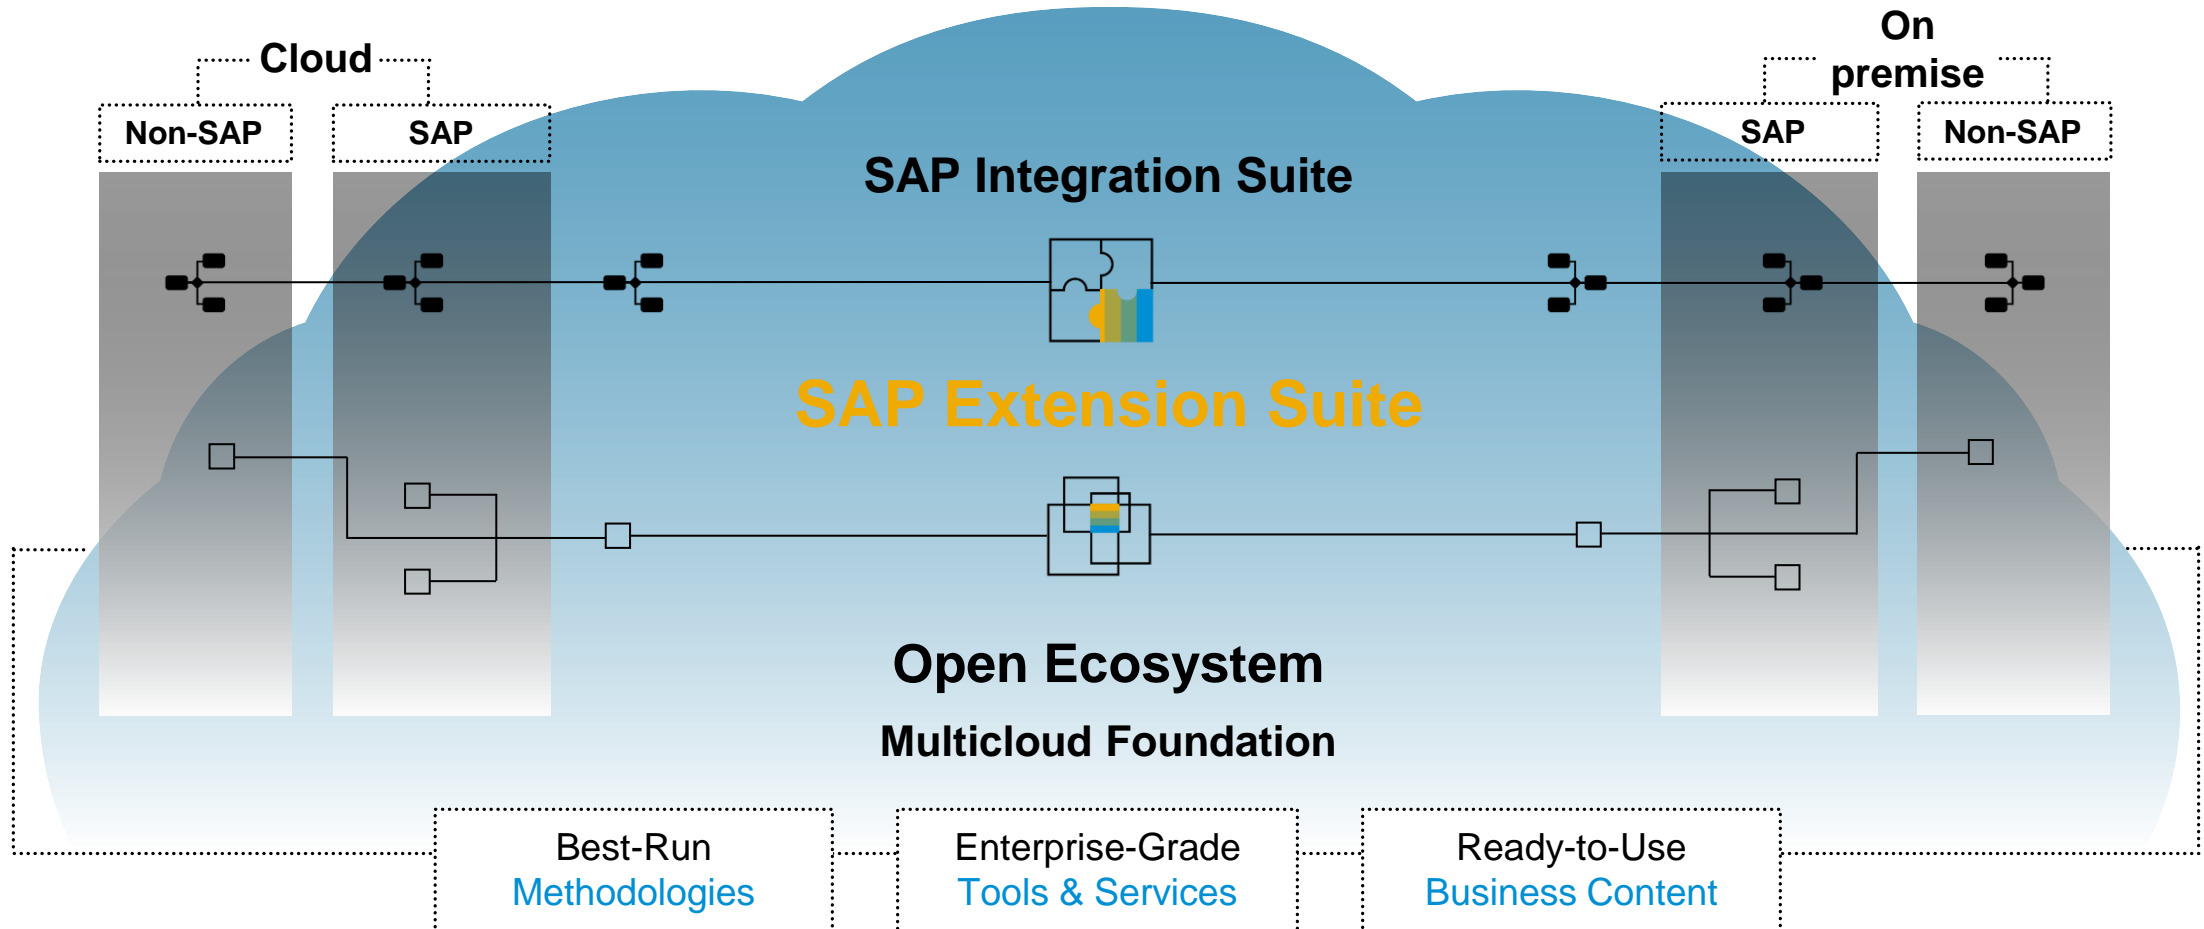 Cloud
On
premise
Non-SAP
SAP
SAP
Non-SAP
SAP Integration Suite
SAP Extension Suite
Open Ecosystem
Multicloud Foundation
Best-Run
Methodologies
Enterprise-Grade
Tools & Services
Ready-to-Use
Business Content